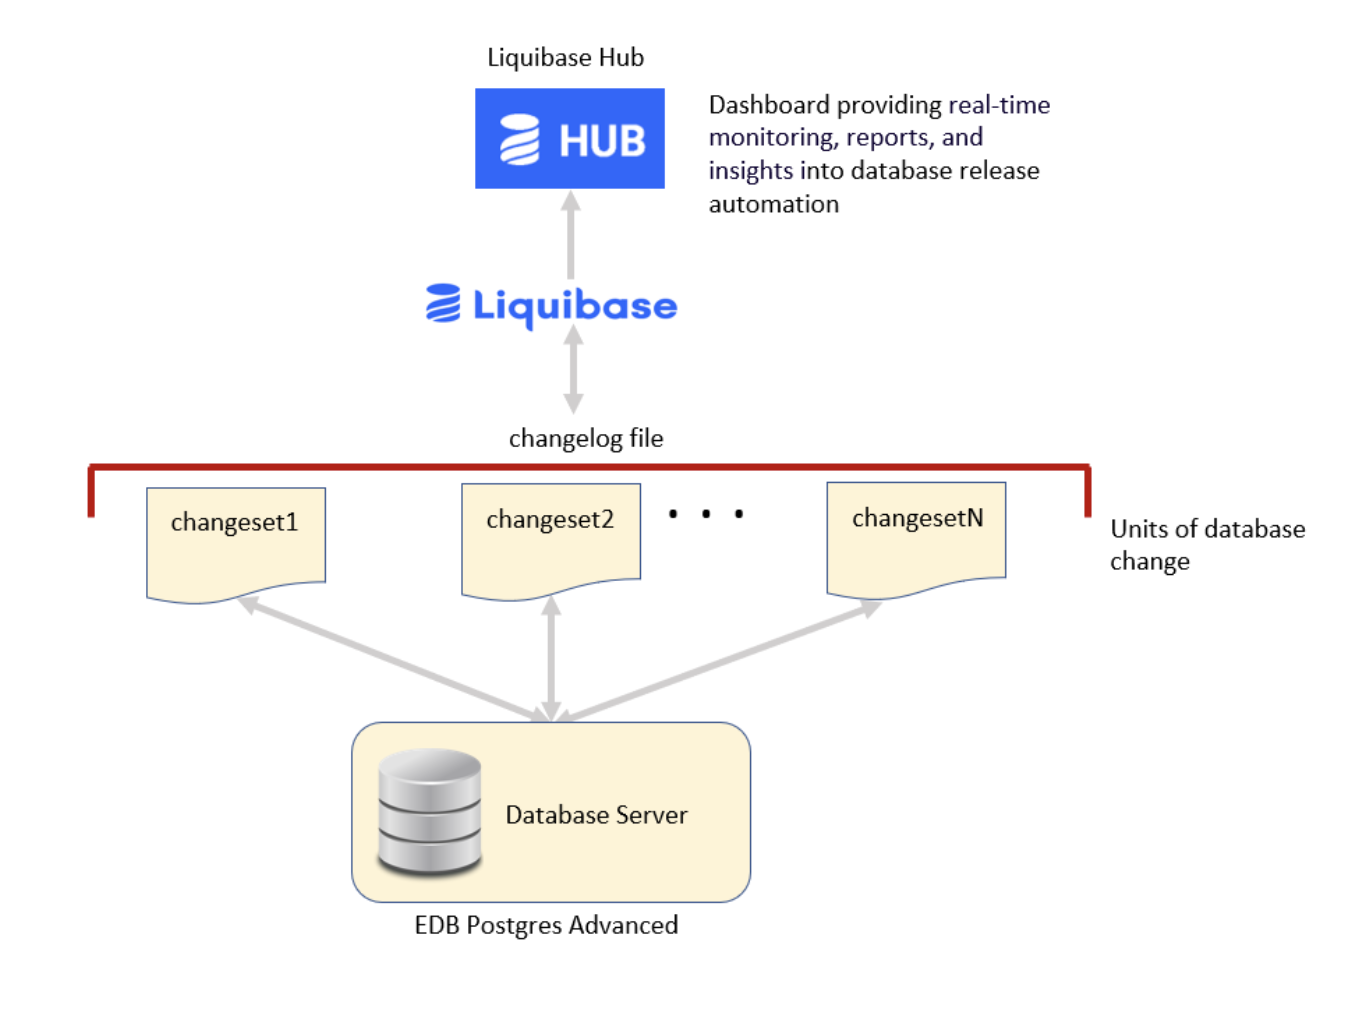 Liquibase Hub
HUB
Dashboard providing real-time
monitoring, reports, and
insights into database release
automation
Liquibase
changelog file
changeset1
changeset2
. . .
changesetN
Units of database
change
Database Server
EDB Postgres Advanced